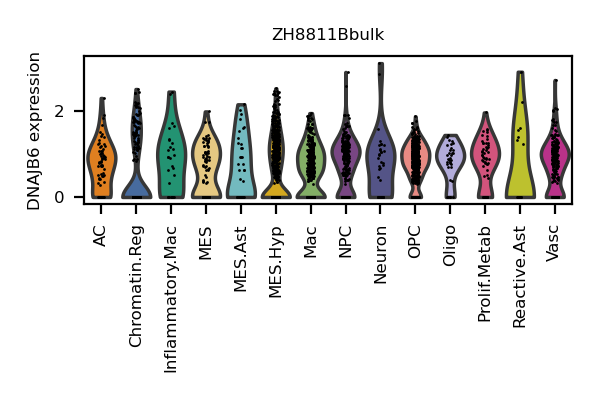 ZH8811Bbulk
DNAJB6 expression
2
0
AC
Chromatin.Reg
Inflammatory.Mac
MES
MES.Ast
MES.Hyp
Mac
NPC
Neuron
OPC
Oligo
Prolif.Metab
Reactive.Ast
Vasc